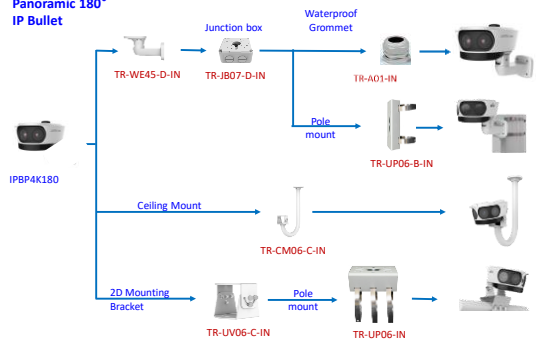 Panoramic 180°
IP Bullet
Junction box
Waterproof
Grommet
TR-WE45-D-IN
TR-JB07-D-IN
TR-A01-IN
Pole
mount
TR-UP06-B-IN
IPBP4K180
Ceiling Mount
TR-CM06-C-IN
2D Mounting
Bracket
Pole
mount
TR-UV06-C-IN
TR-UP06-IN